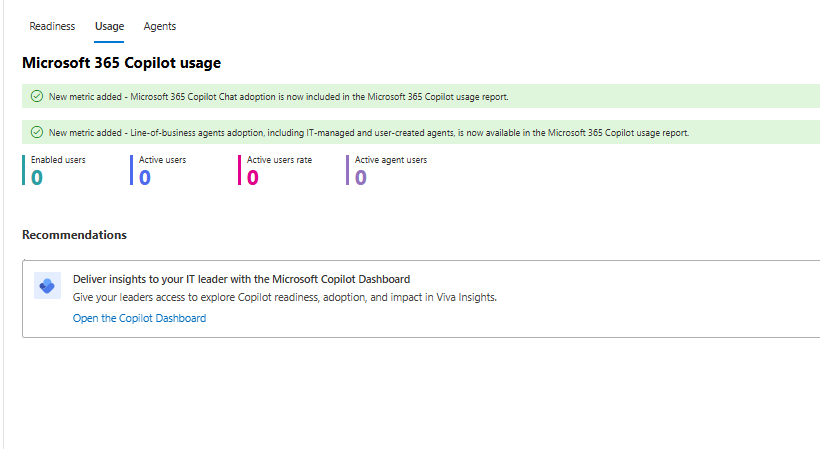 Readiness Usage Agents
Microsoft 365 Copilot usage
New metric added - Microsoft 365 Copilot Chat adoption is now included in the Microsoft 365 Copilot usage report.
New metric added - Line-of-business agents adoption, including IT-managed and user-created agents, is now available in the Microsoft 365 Copilot usage report.
Enabled users Active users Active users rate Active agent users
0 0 0 0
Recommendations
Deliver insights to your IT leader with the Microsoft Copilot Dashboard
Give your leaders access to explore Copilot readiness, adoption, and impact in Viva Insights.
Open the Copilot Dashboard